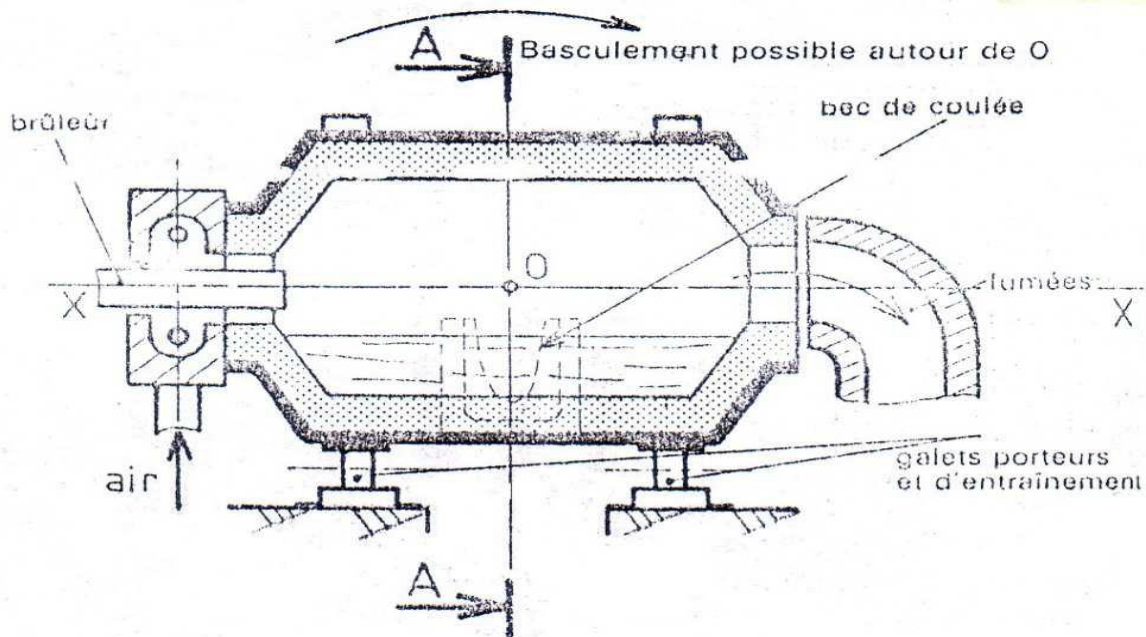 A
Basculement possible autour de O
bec de coulée
brûleur
O
fumées
X
X
galets porteurs
et d'entraînement
air
A